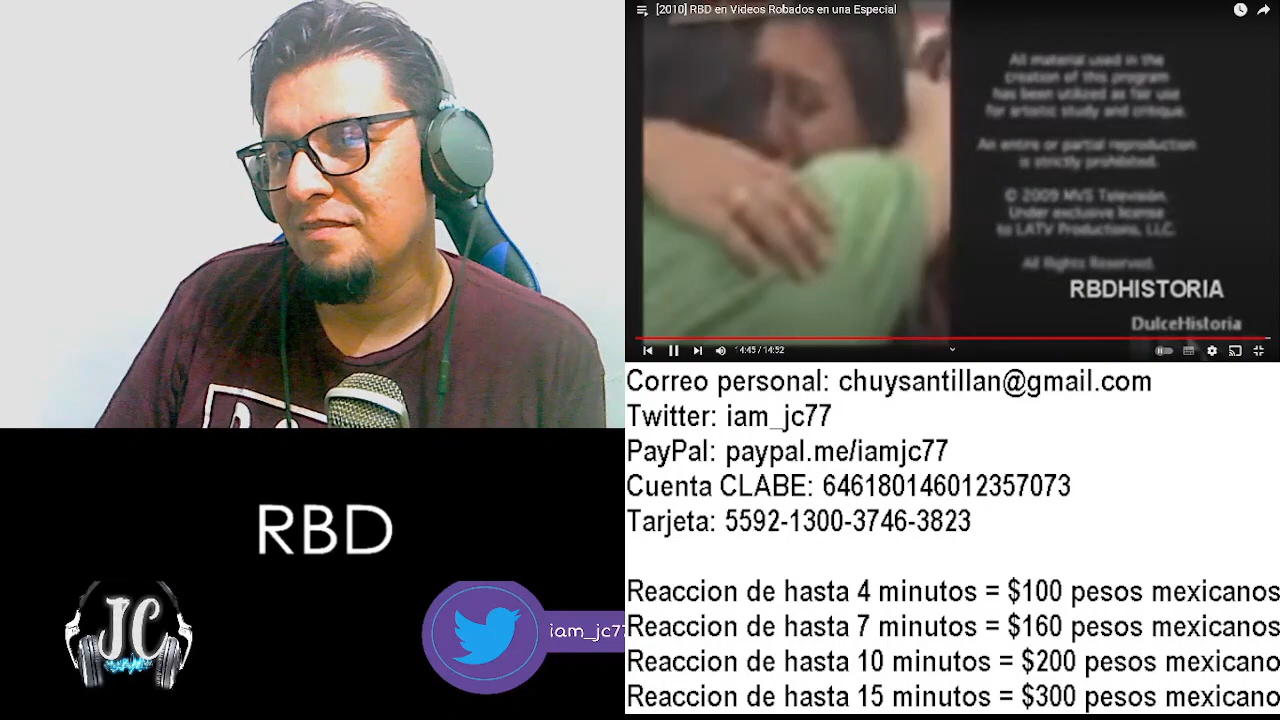 [2010] RBD en Videos Robados en una Especial
All material used in the
creation of this program
has been utilized as fair use
for artistic study and critique.
An entire or partial reproduction
is strictly prohibited.
© 2009 MVS Televisión.
Under exclusive license
to LATV Productions, LLC.
All Rights Reserved.
RBDHISTORIA
DulceHistoria
14:45 / 14:52
Correo personal: chuysantillan@gmail.com
Twitter: iam_jc77
PayPal: paypal.me/iamjc77
Cuenta CLABE: 646180146012357073
Tarjeta: 5592-1300-3746-3823
Reaccion de hasta 4 minutos = $100 pesos mexicanos
Reaccion de hasta 7 minutos = $160 pesos mexicanos
Reaccion de hasta 10 minutos = $200 pesos mexicano
Reaccion de hasta 15 minutos = $300 pesos mexicano
RBD
JC
iam_jc77